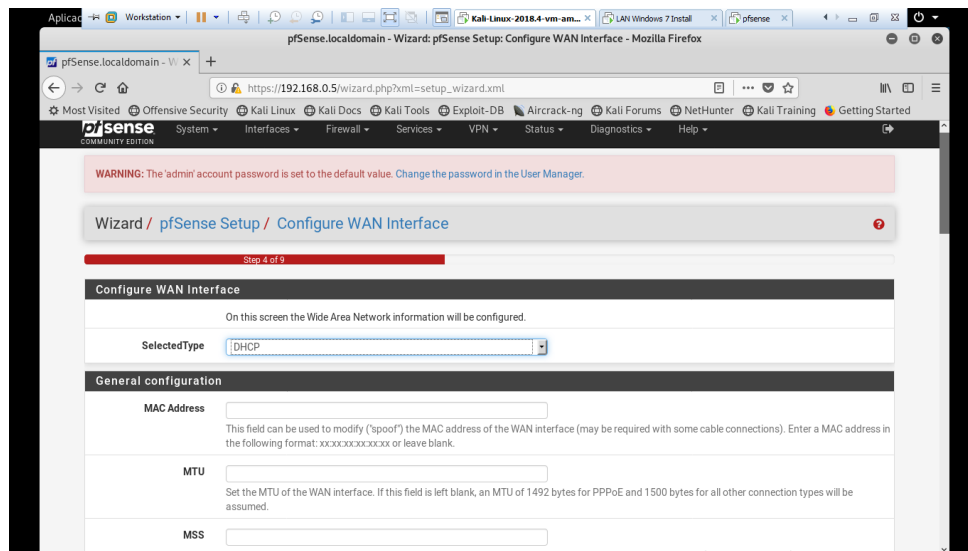 Aplicac Workstation Kali-Linux-2018.4-vm-am... LAN Windows 7 Install pfsense
pfSense.localdomain - Wizard: pfSense Setup: Configure WAN Interface - Mozilla Firefox
pfSense.localdomain - W
https://192.168.0.5/wizard.php?xml=setup_wizard.xml
Most Visited Offensive Security Kali Linux Kali Docs Kali Tools Exploit-DB Aircrack-ng Kali Forums NetHunter Kali Training Getting Started
pfsense System Interfaces Firewall Services VPN Status Diagnostics Help
COMMUNITY EDITION
WARNING: The 'admin' account password is set to the default value. Change the password in the User Manager.
Wizard / pfSense Setup / Configure WAN Interface
Step 4 of 9
Configure WAN Interface
On this screen the Wide Area Network information will be configured.
SelectedType DHCP
General configuration
MAC Address
This field can be used to modify ("spoof") the MAC address of the WAN interface (may be required with some cable connections). Enter a MAC address in
the following format: xx:xx:xx:xx:xx:xx or leave blank.
MTU
Set the MTU of the WAN interface. If this field is left blank, an MTU of 1492 bytes for PPPoE and 1500 bytes for all other connection types will be
assumed.
MSS